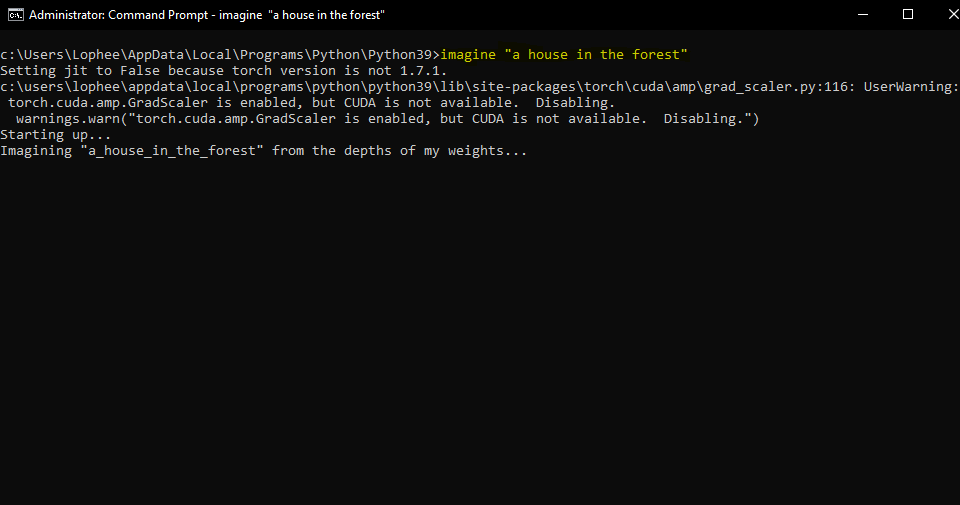 Administrator: Command Prompt - imagine  "a house in the forest"
c:\Users\Lophee\AppData\Local\Programs\Python\Python39>imagine "a house in the forest"
Setting jit to False because torch version is not 1.7.1.
c:\users\lophee\appdata\local\programs\python\python39\lib\site-packages\torch\cuda\amp\grad_scaler.py:116: UserWarning:
 torch.cuda.amp.GradScaler is enabled, but CUDA is not available.  Disabling.
  warnings.warn("torch.cuda.amp.GradScaler is enabled, but CUDA is not available.  Disabling.")
Starting up...
Imagining "a_house_in_the_forest" from the depths of my weights...